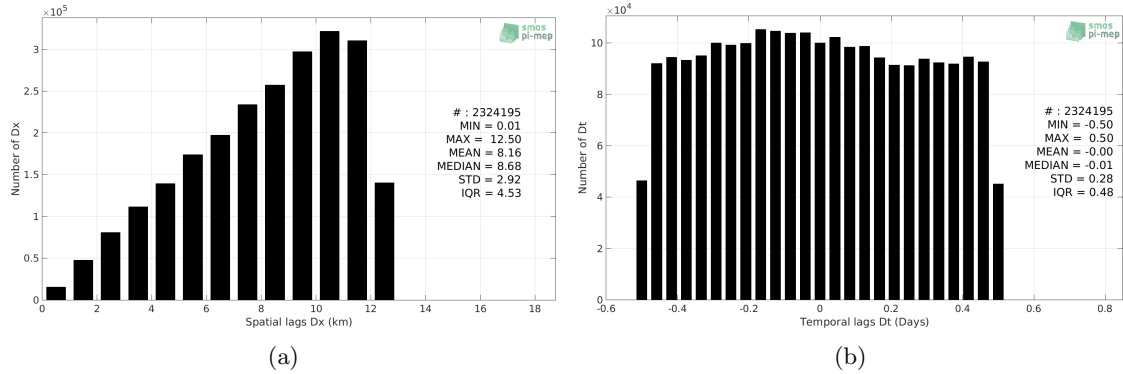 ×10⁵
smos
pi-mep
3
2.5
2
1.5
1
0.5
0
Number of Dx
# : 2324195
MIN = 0.01
MAX = 12.50
MEAN = 8.16
MEDIAN = 8.68
STD = 2.92
IQR = 4.53
0 2 4 6 8 10 12 14 16 18
Spatial lags Dx (km)
(a)
×10⁴
smos
pi-mep
10
8
6
4
2
0
Number of Dt
# : 2324195
MIN = -0.50
MAX = 0.50
MEAN = -0.00
MEDIAN = -0.01
STD = 0.28
IQR = 0.48
-0.6 -0.4 -0.2 0 0.2 0.4 0.6 0.8
Temporal lags Dt (Days)
(b)